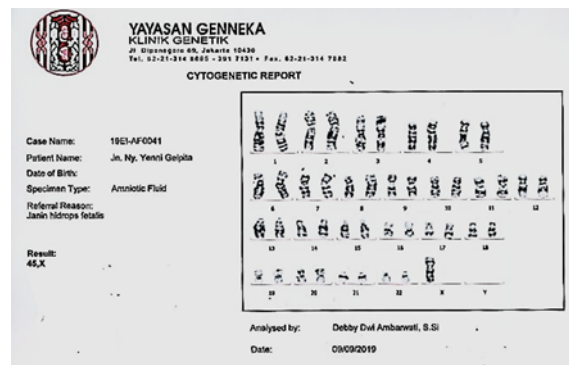 YAYASAN GENNEKA
KLINIK GENETIK
Jl Diponegoro 69, Jakarta 10430
CYTOGENETIC REPORT
Case Name: 19EI-AF0041
Patient Name: Jn. Ny. Yenni Gelpita
Date of Birth:
Specimen Type: Amniotic Fluid
Referral Reason:
Janin hidrops fetalis
Result:
45,X
1 2 3 4 5
6 7 8 9 10 11 12
13 14 15 16 17 18
19 20 21 22 X Y
Analysed by: Debby Dwi Ambarwati, S.Si
Date: 09/09/2019